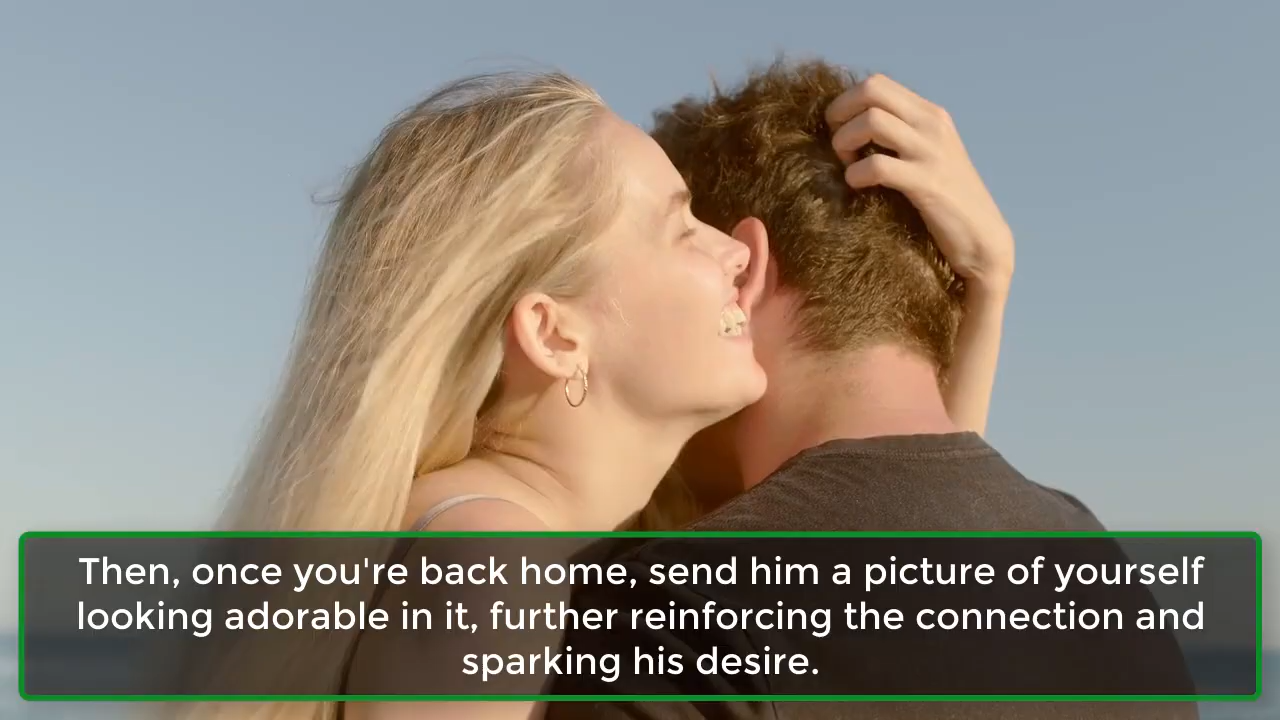 Then, once you're back home, send him a picture of yourself
looking adorable in it, further reinforcing the connection and
sparking his desire.